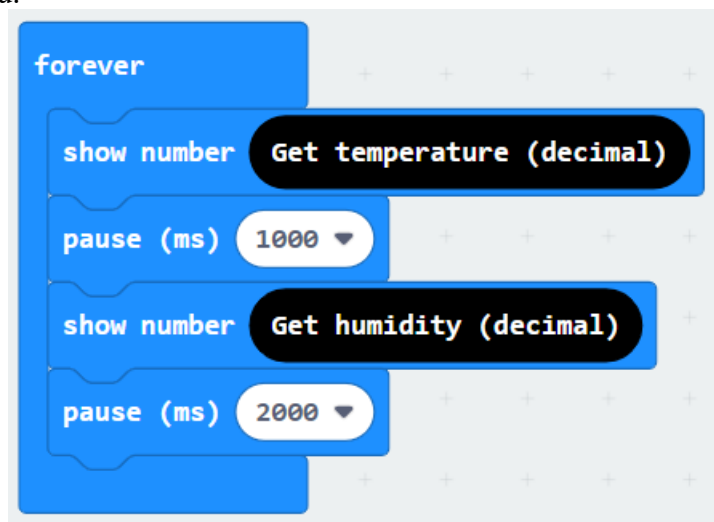 forever
show number Get temperature (decimal)
pause (ms) 1000
show number Get humidity (decimal)
pause (ms) 2000